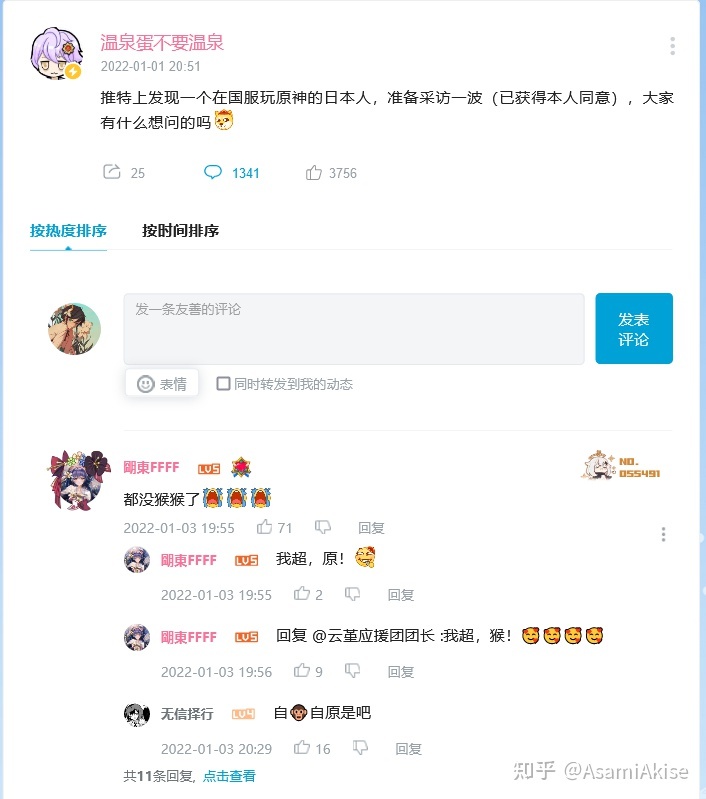 温泉蛋不要温泉
2022-01-01 20:51
推特上发现一个在国服玩原神的日本人，准备采访一波（已获得本人同意），大家
有什么想问的吗
25 1341 3756
按热度排序 按时间排序
发一条友善的评论
发表
评论
表情 同时转发到我的动态
東FFFF LV5 NO.
055491
都没猴猴了
2022-01-03 19:55 71 回复
東FFFF LV5 我超，原！
2022-01-03 19:55 2 回复
東FFFF LV5 回复 @云堇应援团团长 :我超，猴！
2022-01-03 19:56 9 回复
无信择行 LV4 自🐵自原是吧
2022-01-03 20:29 16 回复
共11条回复, 点击查看
知乎 @AsamiAkise